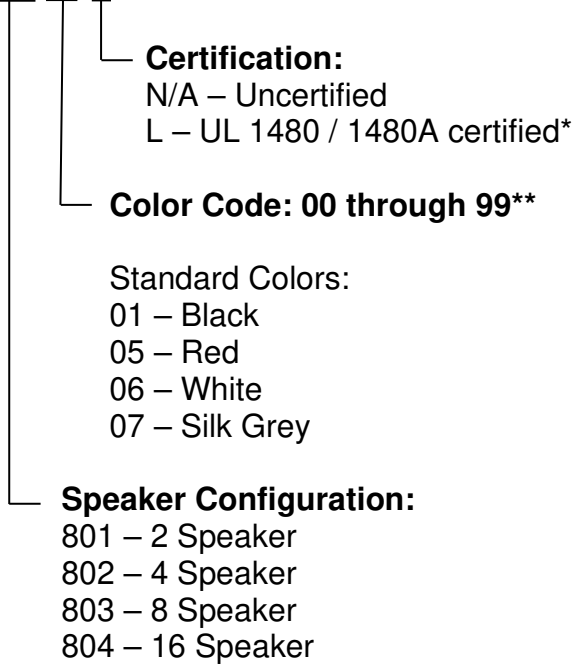 Certification:
N/A – Uncertified
L – UL 1480 / 1480A certified*
Color Code: 00 through 99**
Standard Colors:
01 – Black
05 – Red
06 – White
07 – Silk Grey
Speaker Configuration:
801 – 2 Speaker
802 – 4 Speaker
803 – 8 Speaker
804 – 16 Speaker